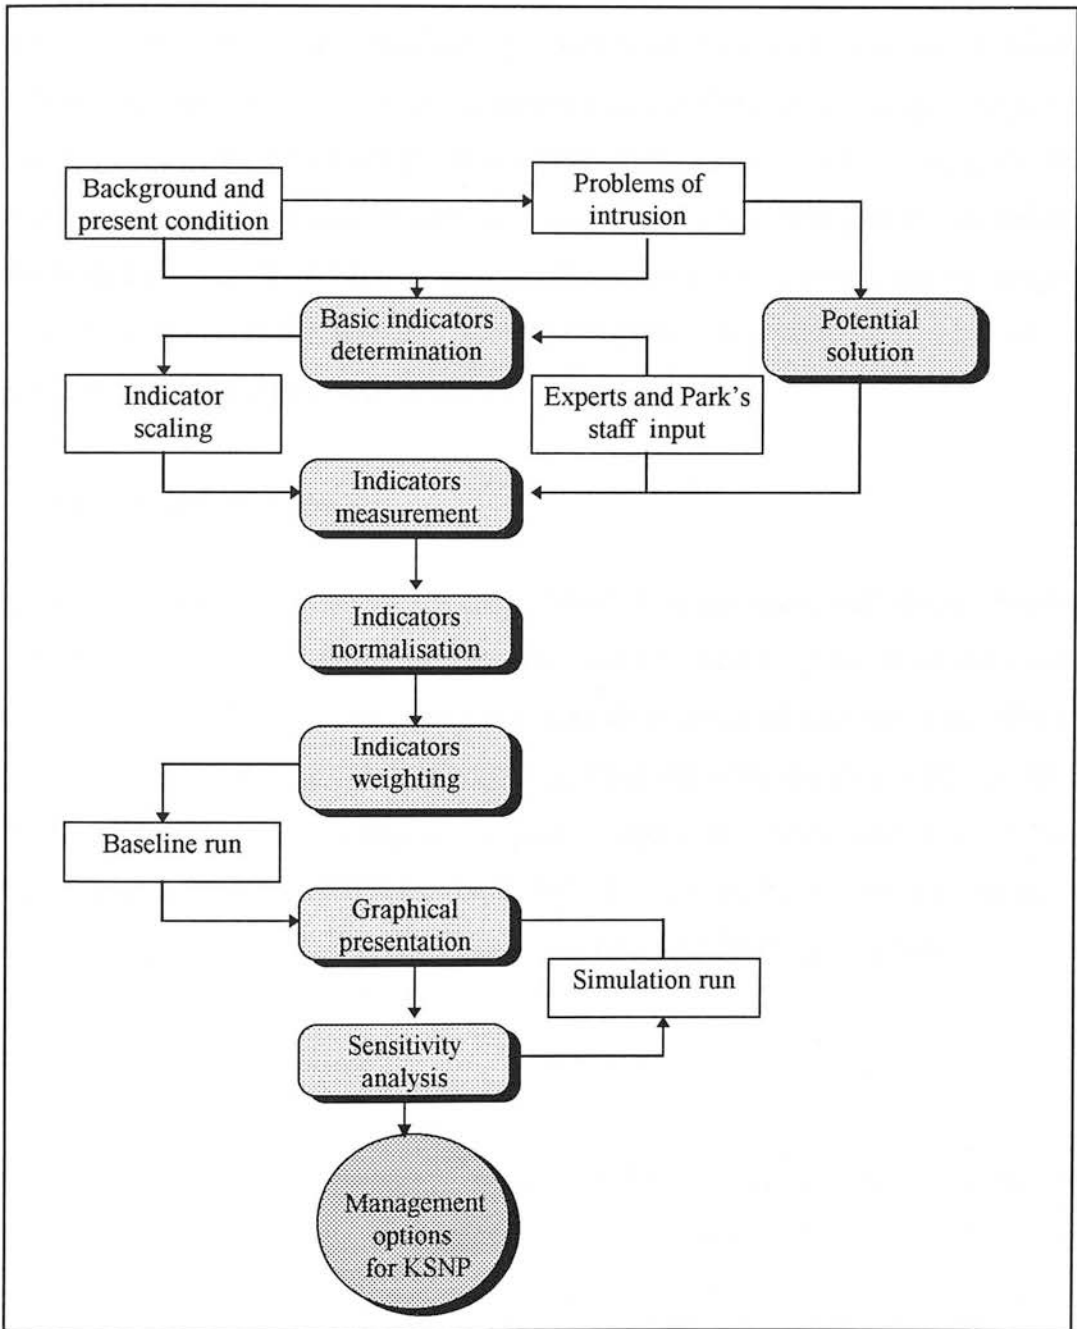 Background and
present condition
Problems of
intrusion
Basic indicators
determination
Potential
solution
Indicator
scaling
Experts and Park's
staff input
Indicators
measurement
Indicators
normalisation
Indicators
weighting
Baseline run
Graphical
presentation
Simulation run
Sensitivity
analysis
Management
options
for KSNP